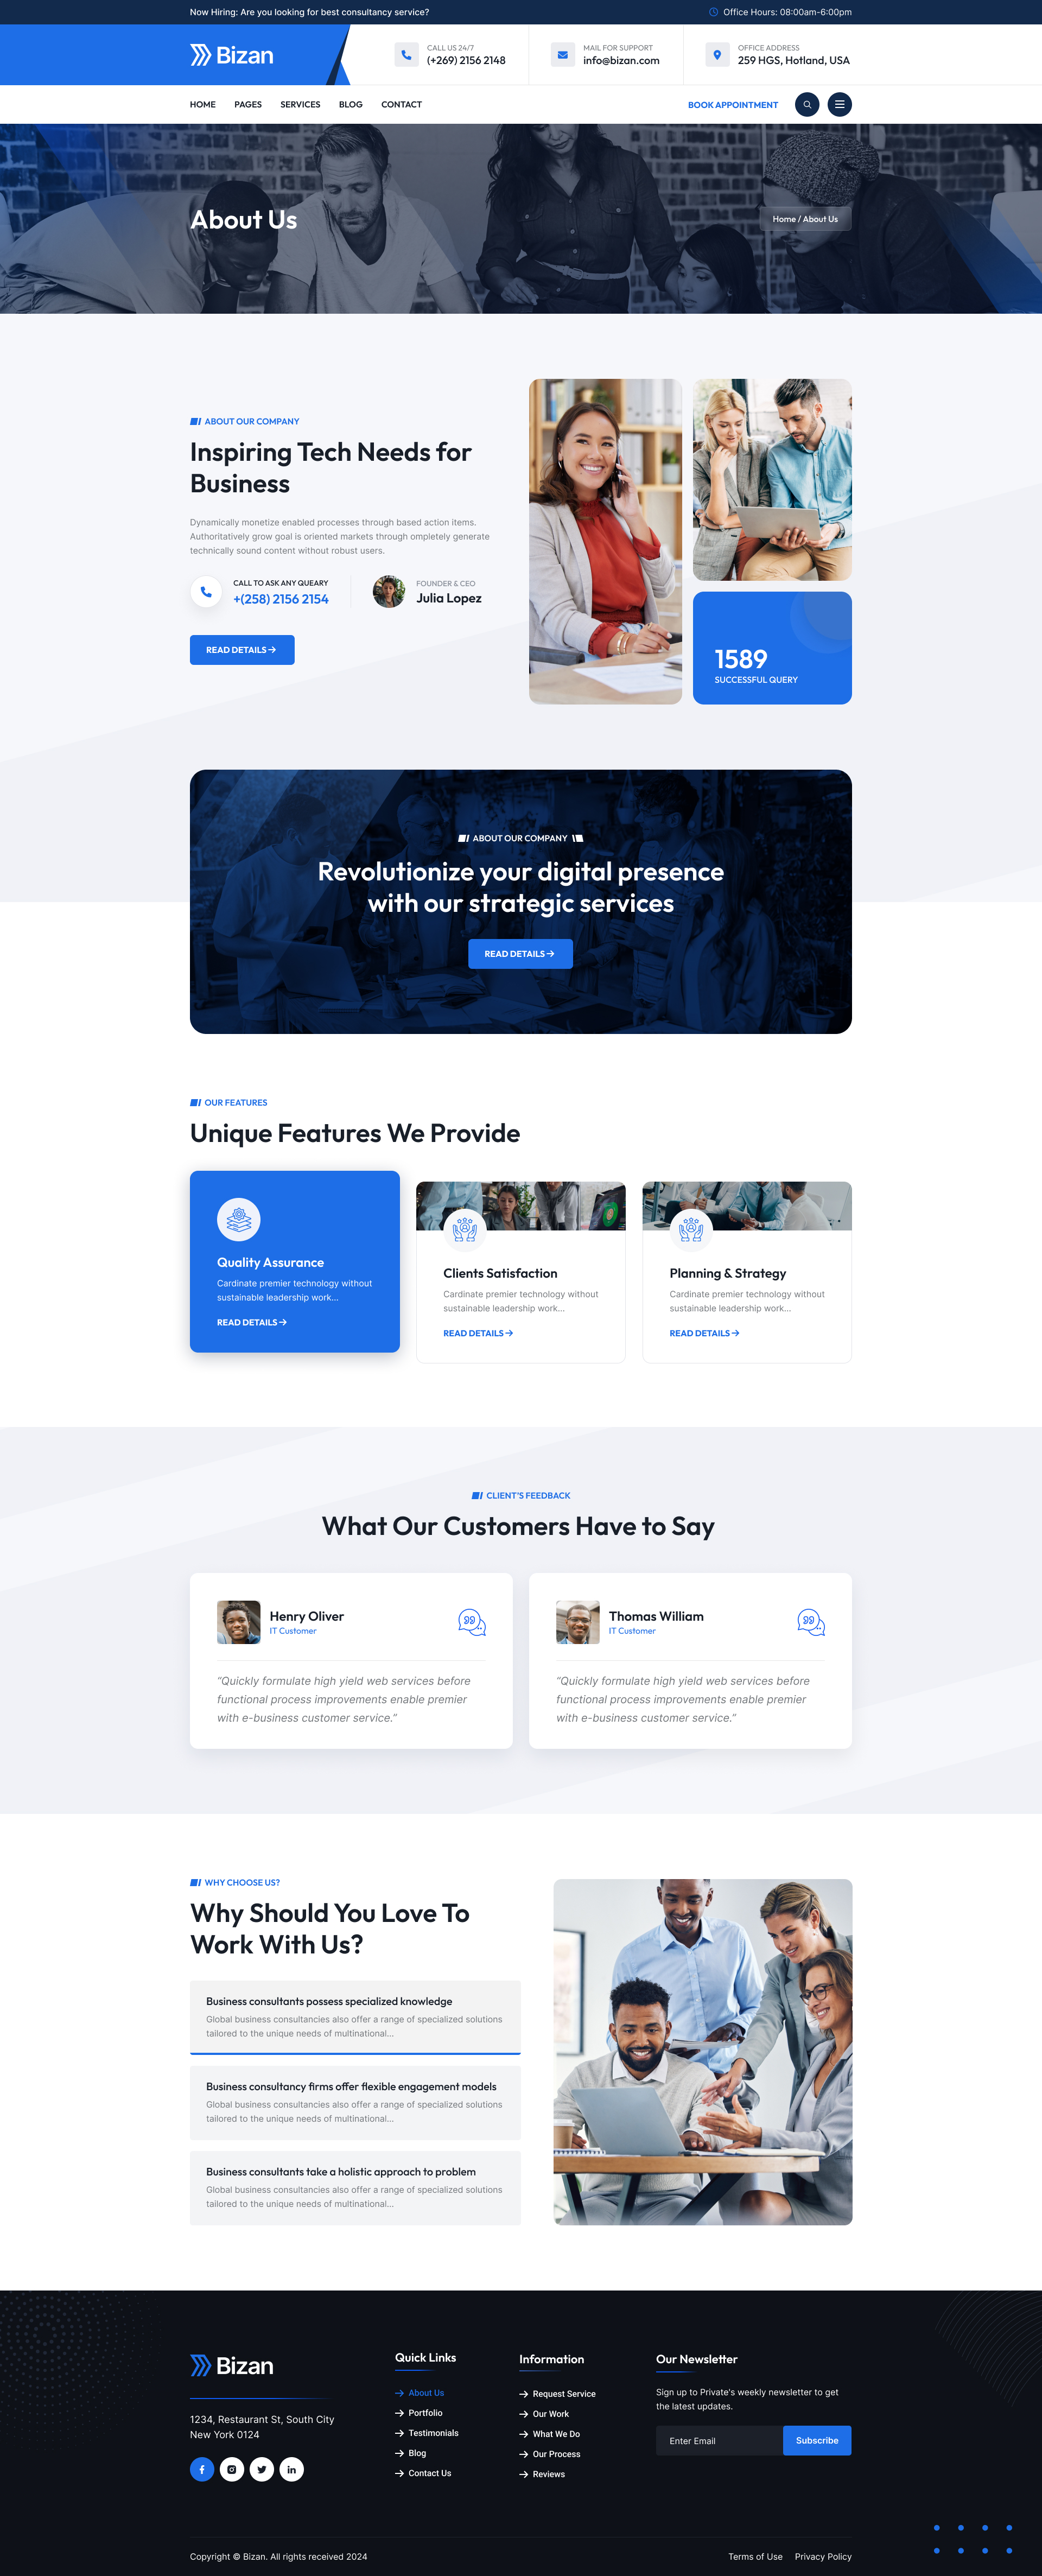 Now Hiring: Are you looking for best consultancy service?
Office Hours: 08:00am-6:00pm
Bizan
CALL US 24/7
(+269) 2156 2148
MAIL FOR SUPPORT
info@bizan.com
OFFICE ADDRESS
259 HGS, Hotland, USA
HOME
PAGES
SERVICES
BLOG
CONTACT
BOOK APPOINTMENT
About Us
Home / About Us
ABOUT OUR COMPANY
Inspiring Tech Needs for
Business
Dynamically monetize enabled processes through based action items.
Authoritatively grow goal is oriented markets through ompletely generate
technically sound content without robust users.
CALL TO ASK ANY QUEARY
+(258) 2156 2154
FOUNDER & CEO
Julia Lopez
READ DETAILS
1589
SUCCESSFUL QUERY
ABOUT OUR COMPANY
Revolutionize your digital presence
with our strategic services
READ DETAILS
OUR FEATURES
Unique Features We Provide
Quality Assurance
Cardinate premier technology without
sustainable leadership work...
READ DETAILS
Clients Satisfaction
Cardinate premier technology without
sustainable leadership work...
READ DETAILS
Planning & Strategy
Cardinate premier technology without
sustainable leadership work...
READ DETAILS
CLIENT'S FEEDBACK
What Our Customers Have to Say
Henry Oliver
IT Customer
“Quickly formulate high yield web services before
functional process improvements enable premier
with e-business customer service.”
Thomas William
IT Customer
“Quickly formulate high yield web services before
functional process improvements enable premier
with e-business customer service.”
WHY CHOOSE US?
Why Should You Love To
Work With Us?
Business consultants possess specialized knowledge
Global business consultancies also offer a range of specialized solutions
tailored to the unique needs of multinational...
Business consultancy firms offer flexible engagement models
Global business consultancies also offer a range of specialized solutions
tailored to the unique needs of multinational...
Business consultants take a holistic approach to problem
Global business consultancies also offer a range of specialized solutions
tailored to the unique needs of multinational...
Bizan
1234, Restaurant St, South City
New York 0124
Quick Links
About Us
Portfolio
Testimonials
Blog
Contact Us
Information
Request Service
Our Work
What We Do
Our Process
Reviews
Our Newsletter
Sign up to Private's weekly newsletter to get
the latest updates.
Enter Email
Subscribe
Copyright © Bizan. All rights received 2024
Terms of Use
Privacy Policy